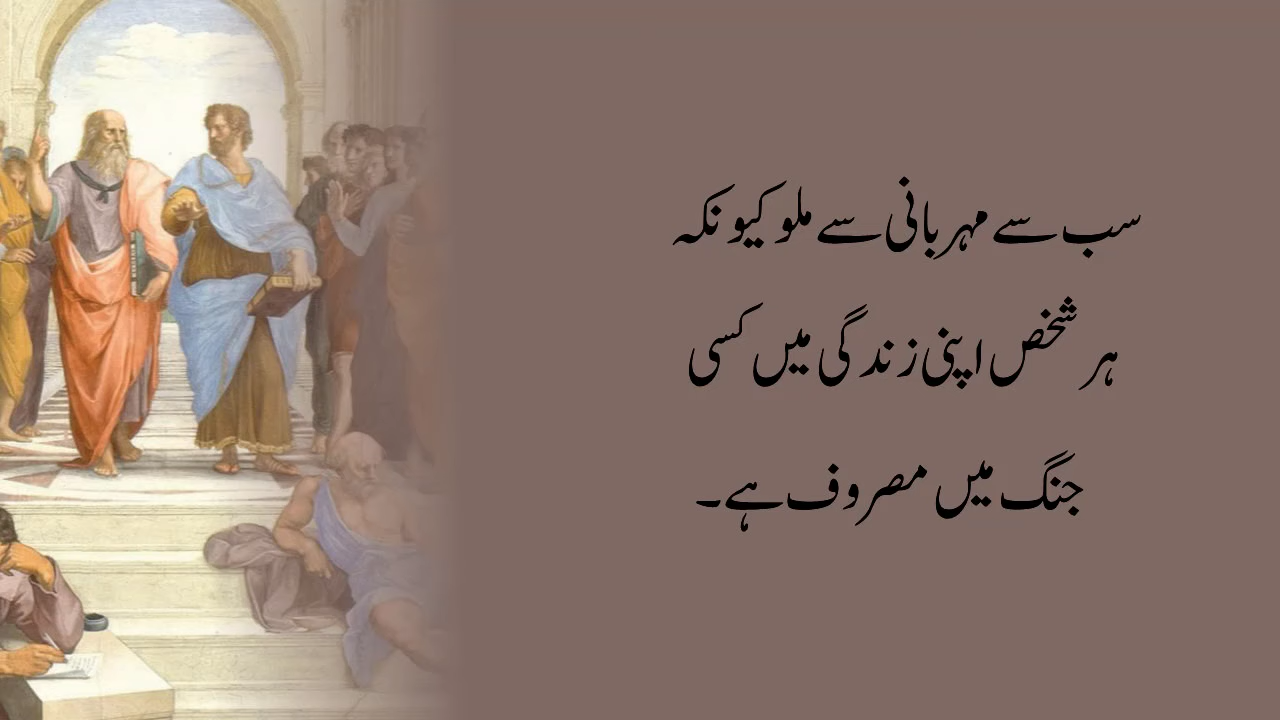 سب سے مہربانی سے ملو کیونکہ
ہر شخص اپنی زندگی میں کسی
جنگ میں مصروف ہے۔